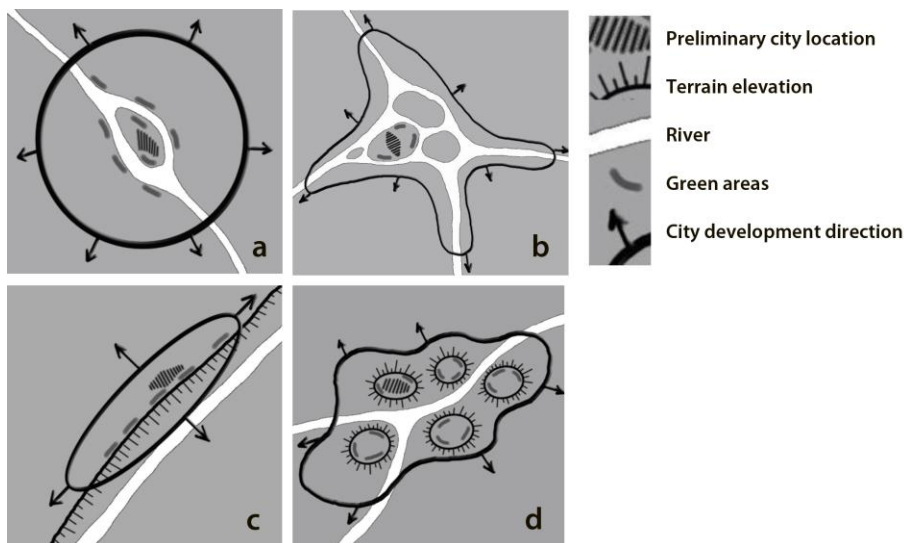 a
b
c
d
Preliminary city location
Terrain elevation
River
Green areas
City development direction